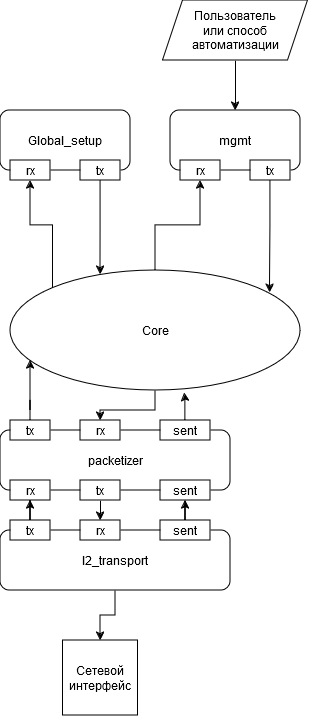 Пользователь
или способ
автоматизации
Global_setup
mgmt
rx
tx
rx
tx
Core
tx
rx
sent
packetizer
rx
tx
sent
tx
rx
sent
l2_transport
Сетевой
интерфейс